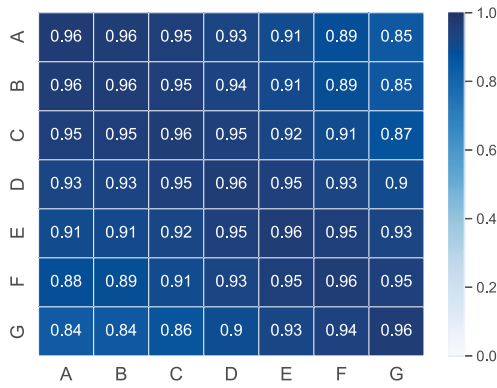 A 0.96 0.96 0.95 0.93 0.91 0.89 0.85
B 0.96 0.96 0.95 0.94 0.91 0.89 0.85
C 0.95 0.95 0.96 0.95 0.92 0.91 0.87
D 0.93 0.93 0.95 0.96 0.95 0.93 0.9
E 0.91 0.91 0.92 0.95 0.96 0.95 0.93
F 0.88 0.89 0.91 0.93 0.95 0.96 0.95
G 0.84 0.84 0.86 0.9 0.93 0.94 0.96
A B C D E F G
1.0
0.8
0.6
0.4
0.2
0.0